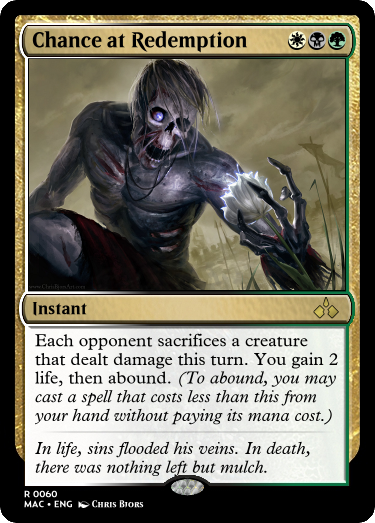 Chance at Redemption
Instant
Each opponent sacrifices a creature
that dealt damage this turn. You gain 2
life, then abound. (To abound, you may
cast a spell that costs less than this from
your hand without paying its mana cost.)
In life, sins flooded his veins. In death,
there was nothing left but mulch.
R 0060
MAC • ENG Chris Bjors